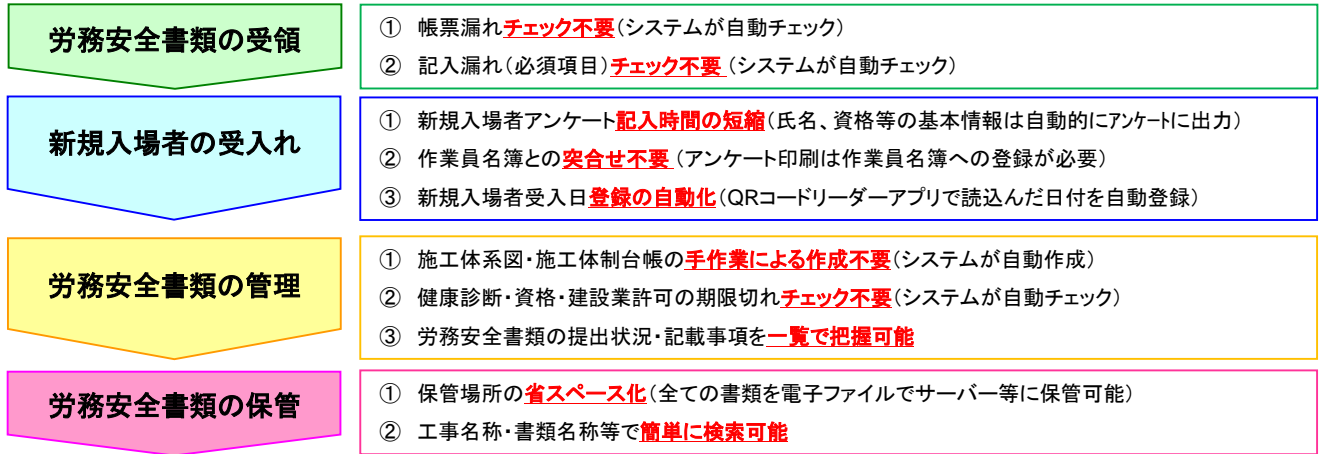 労務安全書類の受領
① 帳票漏れチェック不要(システムが自動チェック)
② 記入漏れ(必須項目)チェック不要(システムが自動チェック)
新規入場者の受入れ
① 新規入場者アンケート記入時間の短縮(氏名、資格等の基本情報は自動的にｱﾝｹｰﾄに出力)
② 作業員名簿との突合せ不要(アンケート印刷は作業員名簿への登録が必要)
③ 新規入場者受入日登録の自動化(QRコードリーダーアプリで読込んだ日付を自動登録)
労務安全書類の管理
① 施工体系図・施工体制台帳の手作業による作成不要(システムが自動作成)
② 健康診断・資格・建設業許可の期限切れチェック不要(システムが自動チェック)
③ 労務安全書類の提出状況・記載事項を一覧で把握可能
労務安全書類の保管
① 保管場所の省スペース化(全ての書類を電子ファイルでサーバー等に保管可能)
② 工事名称・書類名称等で簡単に検索可能